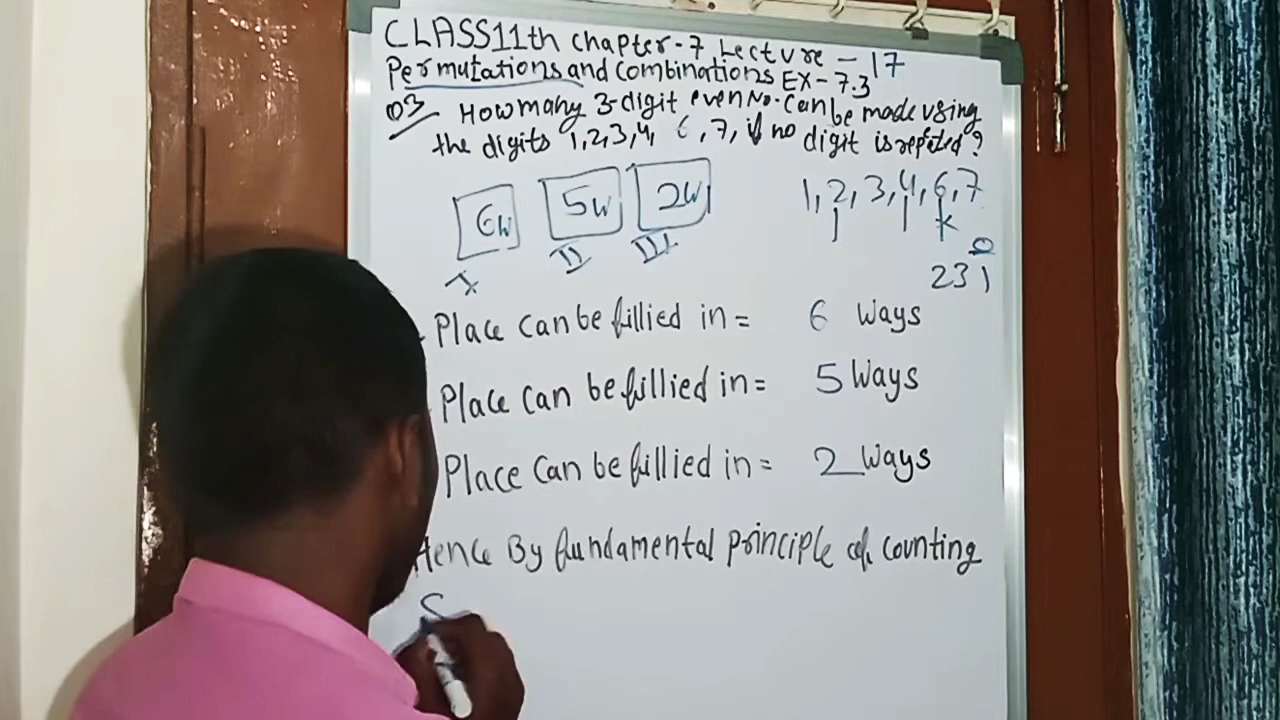 CLASS11th Chapter-7 Lecture - 17
Permutations and Combinations EX-7.3
Q3 How many 3-digit even No. Can be made using
the digits 1,2,3,4, 6,7, if no digit is repeted?
6W 5W 2W
I II III
1,2,3,4,6,7
231
Place can be fillied in = 6 Ways
Place can be fillied in = 5 Ways
Place can be fillied in = 2 Ways
Hence By fundamental principle of counting